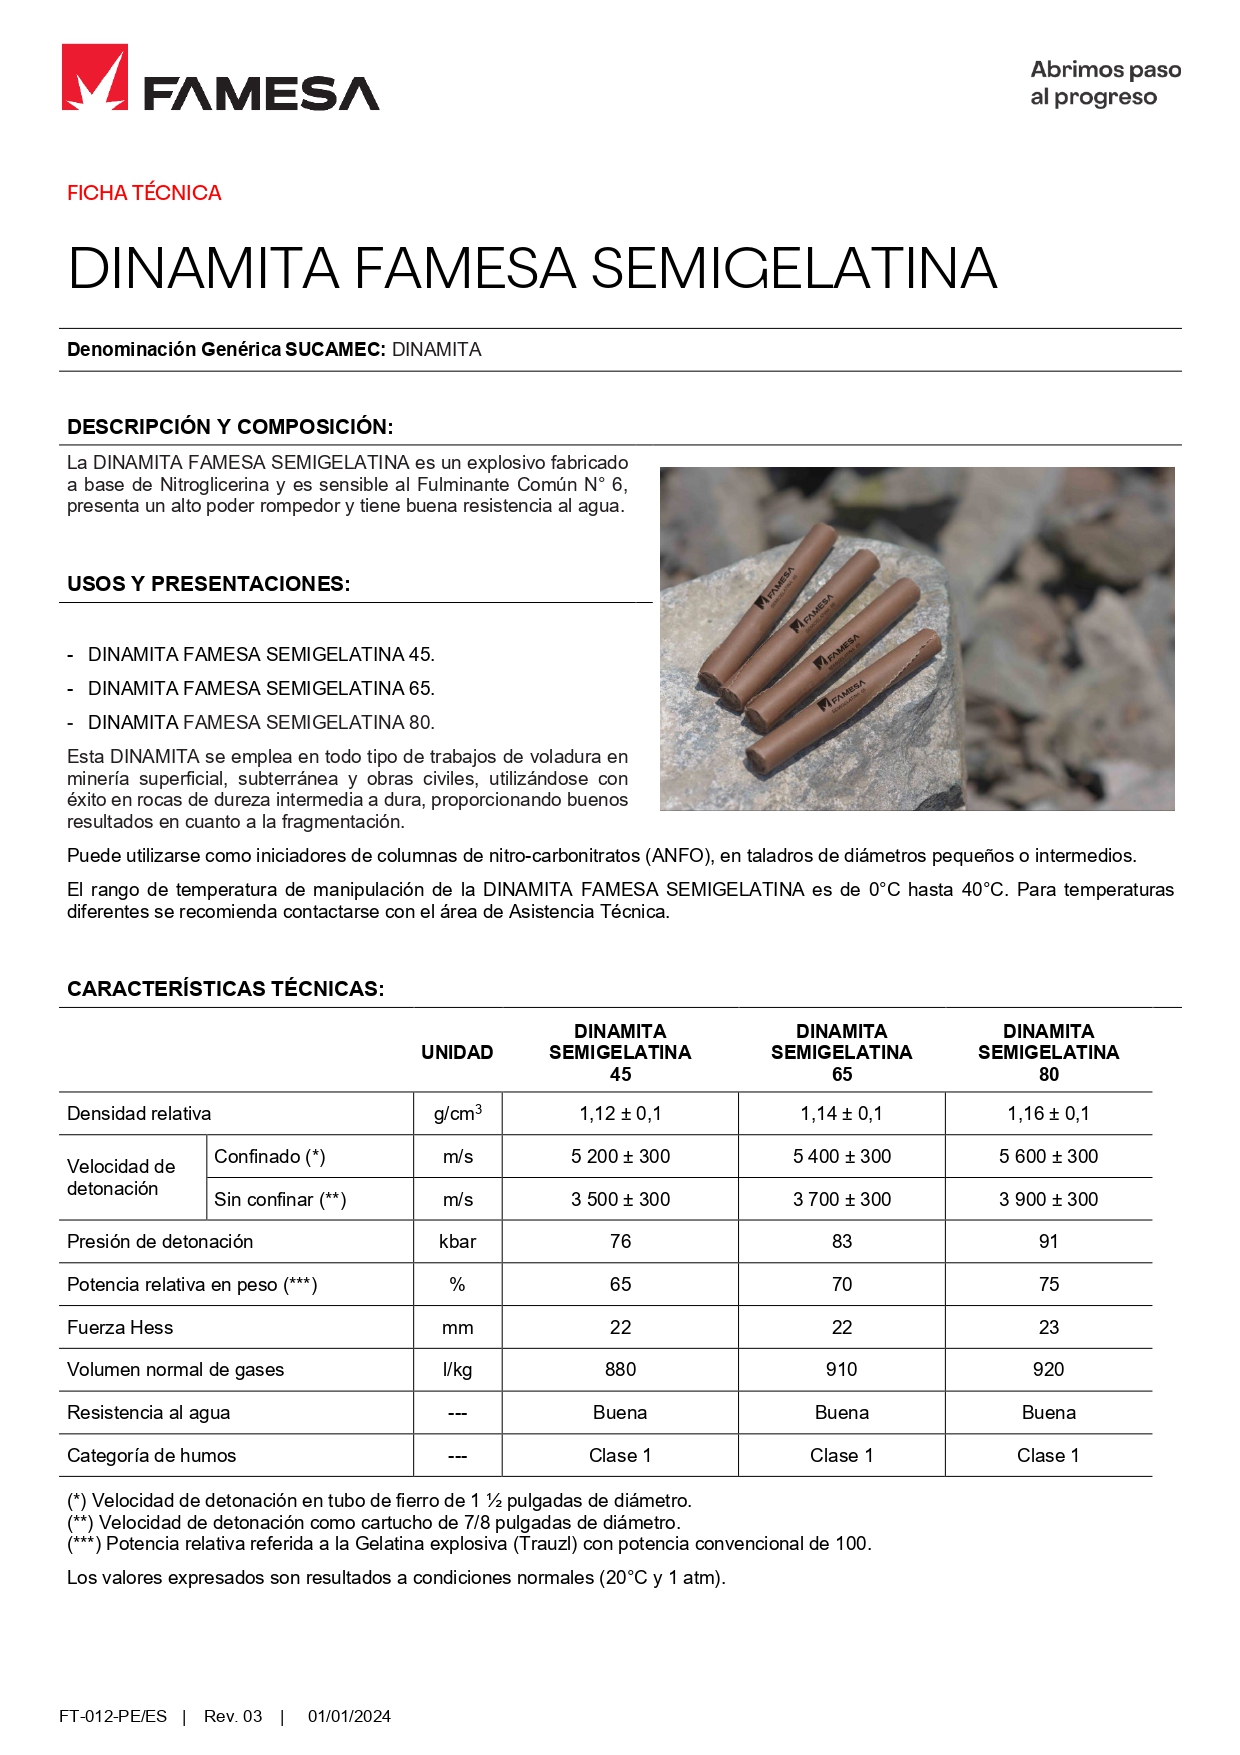 FAMESA
Abrimos paso
al progreso
FICHA TÉCNICA
DINAMITA FAMESA SEMIGELATINA
Denominación Genérica SUCAMEC: DINAMITA
DESCRIPCIÓN Y COMPOSICIÓN:
La DINAMITA FAMESA SEMIGELATINA es un explosivo fabricado
a base de Nitroglicerina y es sensible al Fulminante Común N° 6,
presenta un alto poder rompedor y tiene buena resistencia al agua.
USOS Y PRESENTACIONES:
- DINAMITA FAMESA SEMIGELATINA 45.
- DINAMITA FAMESA SEMIGELATINA 65.
- DINAMITA FAMESA SEMIGELATINA 80.
Esta DINAMITA se emplea en todo tipo de trabajos de voladura en
minería superficial, subterránea y obras civiles, utilizándose con
éxito en rocas de dureza intermedia a dura, proporcionando buenos
resultados en cuanto a la fragmentación.
FAMESA
FAMESA
FAMESA
FAMESA
Puede utilizarse como iniciadores de columnas de nitro-carbonitratos (ANFO), en taladros de diámetros pequeños o intermedios.
El rango de temperatura de manipulación de la DINAMITA FAMESA SEMIGELATINA es de 0°C hasta 40°C. Para temperaturas
diferentes se recomienda contactarse con el área de Asistencia Técnica.
CARACTERÍSTICAS TÉCNICAS:
UNIDAD DINAMITA SEMIGELATINA 45 DINAMITA SEMIGELATINA 65 DINAMITA SEMIGELATINA 80
Densidad relativa g/cm³ 1,12 ± 0,1 1,14 ± 0,1 1,16 ± 0,1
Velocidad de detonación Confinado (*) m/s 5 200 ± 300 5 400 ± 300 5 600 ± 300
Sin confinar (**) m/s 3 500 ± 300 3 700 ± 300 3 900 ± 300
Presión de detonación kbar 76 83 91
Potencia relativa en peso (***) % 65 70 75
Fuerza Hess mm 22 22 23
Volumen normal de gases l/kg 880 910 920
Resistencia al agua --- Buena Buena Buena
Categoría de humos --- Clase 1 Clase 1 Clase 1
(*) Velocidad de detonación en tubo de fierro de 1 ½ pulgadas de diámetro.
(**) Velocidad de detonación como cartucho de 7/8 pulgadas de diámetro.
(***) Potencia relativa referida a la Gelatina explosiva (Trauzl) con potencia convencional de 100.
Los valores expresados son resultados a condiciones normales (20°C y 1 atm).
FT-012-PE/ES | Rev. 03 | 01/01/2024